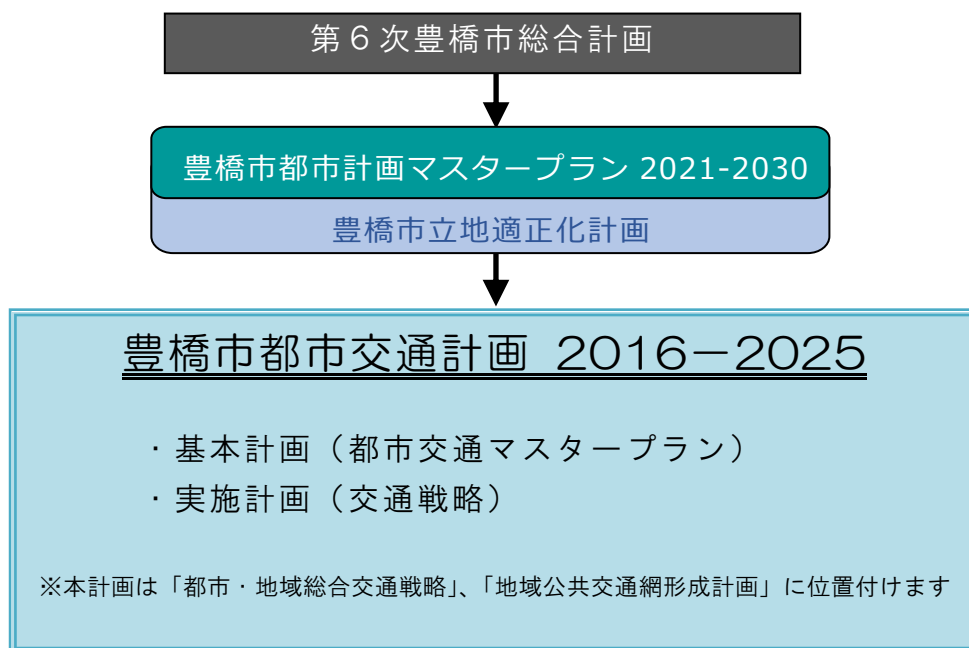 第６次豊橋市総合計画
豊橋市都市計画マスタープラン 2021-2030
豊橋市立地適正化計画
豊橋市都市交通計画 ２０１６－２０２５
・基本計画（都市交通マスタープラン）
・実施計画（交通戦略）
※本計画は「都市・地域総合交通戦略」、「地域公共交通網形成計画」に位置付けます